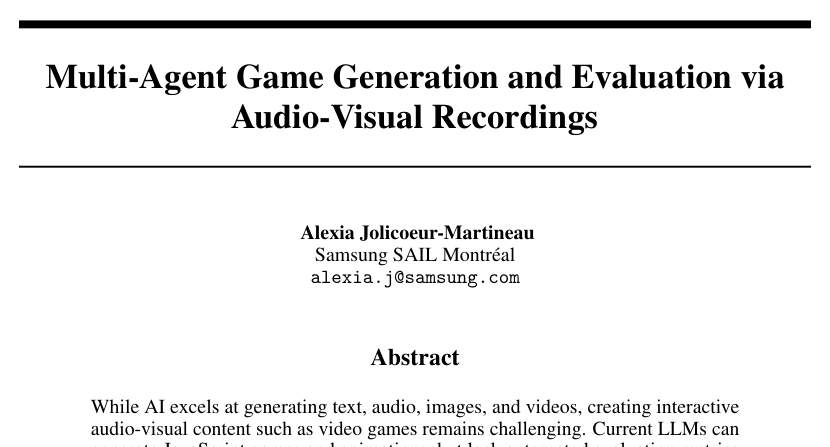 Multi-Agent Game Generation and Evaluation via
Audio-Visual Recordings
Alexia Jolicoeur-Martineau
Samsung SAIL Montréal
alexia.j@samsung.com
Abstract
While AI excels at generating text, audio, images, and videos, creating interactive
audio-visual content such as video games remains challenging. Current LLMs can